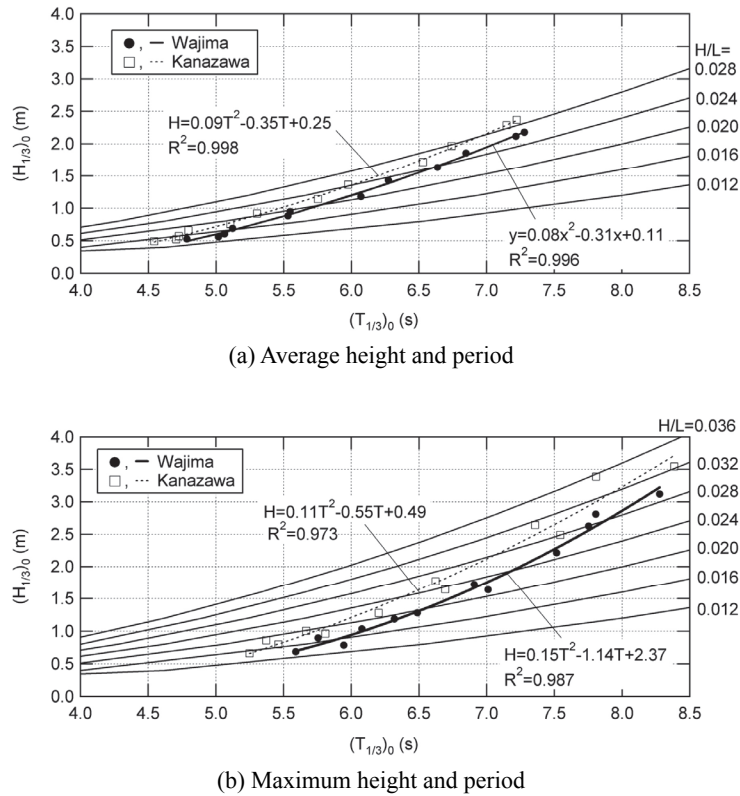 H/L=
4.0
3.5
3.0
2.5
2.0
1.5
1.0
0.5
0.0
(H1/3)0 (m)
●, — Wajima
□, ---- Kanazawa
H=0.09T²-0.35T+0.25
R²=0.998
y=0.08x²-0.31x+0.11
R²=0.996
0.028
0.024
0.020
0.016
0.012
4.0 4.5 5.0 5.5 6.0 6.5 7.0 7.5 8.0 8.5
(T1/3)0 (s)
(a) Average height and period
H/L=0.036
4.0
3.5
3.0
2.5
2.0
1.5
1.0
0.5
0.0
(H1/3)0 (m)
●, — Wajima
□, ---- Kanazawa
H=0.11T²-0.55T+0.49
R²=0.973
H=0.15T²-1.14T+2.37
R²=0.987
0.032
0.028
0.024
0.020
0.016
0.012
4.0 4.5 5.0 5.5 6.0 6.5 7.0 7.5 8.0 8.5
(T1/3)0 (s)
(b) Maximum height and period